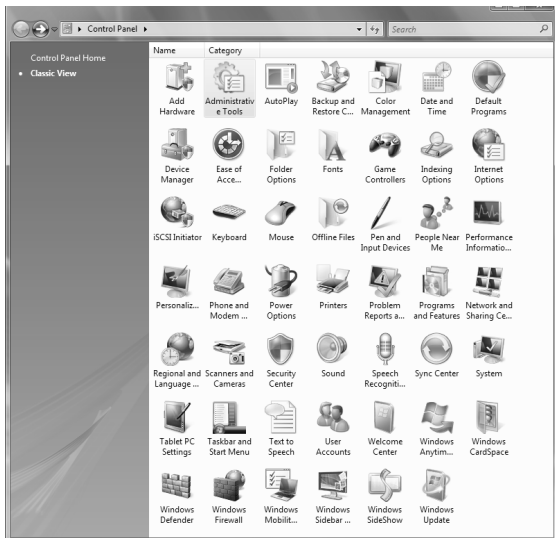 Control Panel
Search
Control Panel Home
Classic View
Name Category
Add Administrativ AutoPlay Backup and Color Date and Default
Hardware e Tools Restore C... Management Time Programs
Device Ease of Folder Fonts Game Indexing Internet
Manager Acce... Options Controllers Options Options
iSCSI Initiator Keyboard Mouse Offline Files Pen and People Near Performance
Input Devices Me Informatio...
Personaliz... Phone and Power Printers Problem Programs Network and
Modem ... Options Reports a... and Features Sharing Ce...
Regional and Scanners and Security Sound Speech Sync Center System
Language ... Cameras Center Recogniti...
Tablet PC Taskbar and Text to User Welcome Windows Windows
Settings Start Menu Speech Accounts Center Anytim... CardSpace
Windows Windows Windows Windows Windows Windows
Defender Firewall Mobilit... Sidebar ... SideShow Update